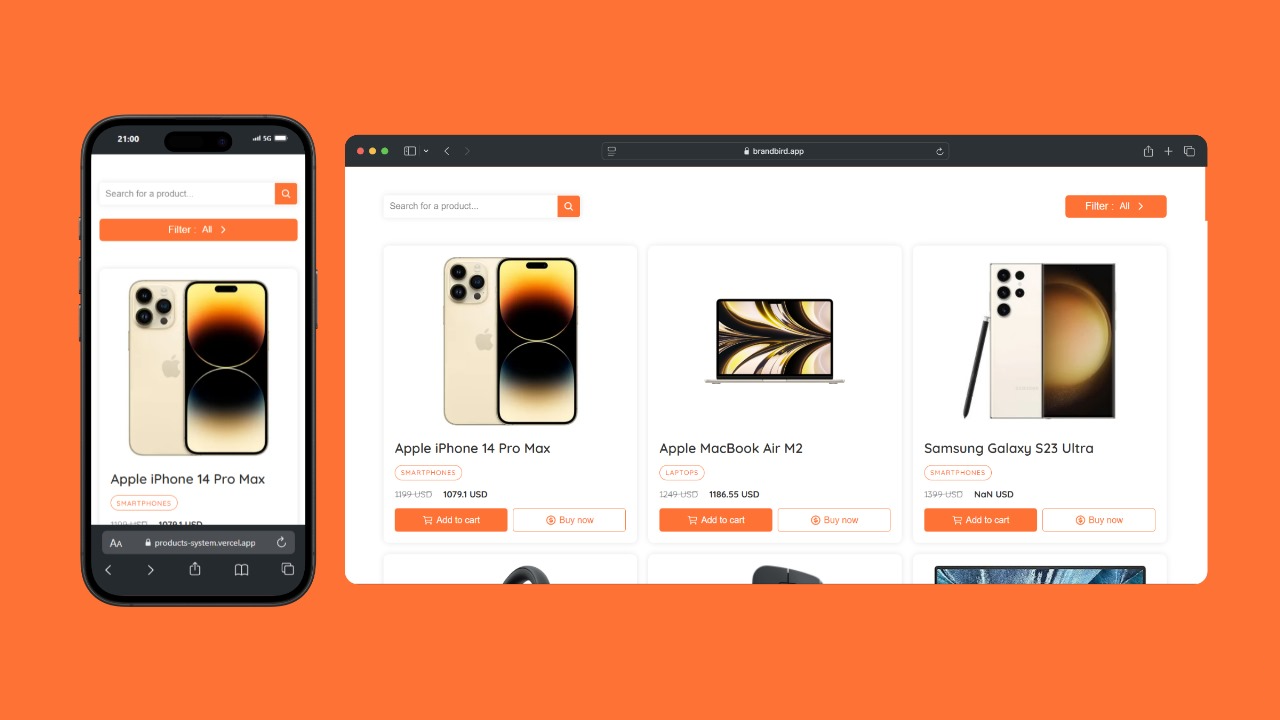 21:00
5G
Search for a product...
Filter : All
Apple iPhone 14 Pro Max
SMARTPHONES
1199 USD 1079.1 USD
AA products-system.vercel.app
brandbird.app
Search for a product...
Filter : All
Apple iPhone 14 Pro Max
SMARTPHONES
1199 USD 1079.1 USD
Add to cart Buy now
Apple MacBook Air M2
LAPTOPS
1249 USD 1186.55 USD
Add to cart Buy now
Samsung Galaxy S23 Ultra
SMARTPHONES
1399 USD NaN USD
Add to cart Buy now